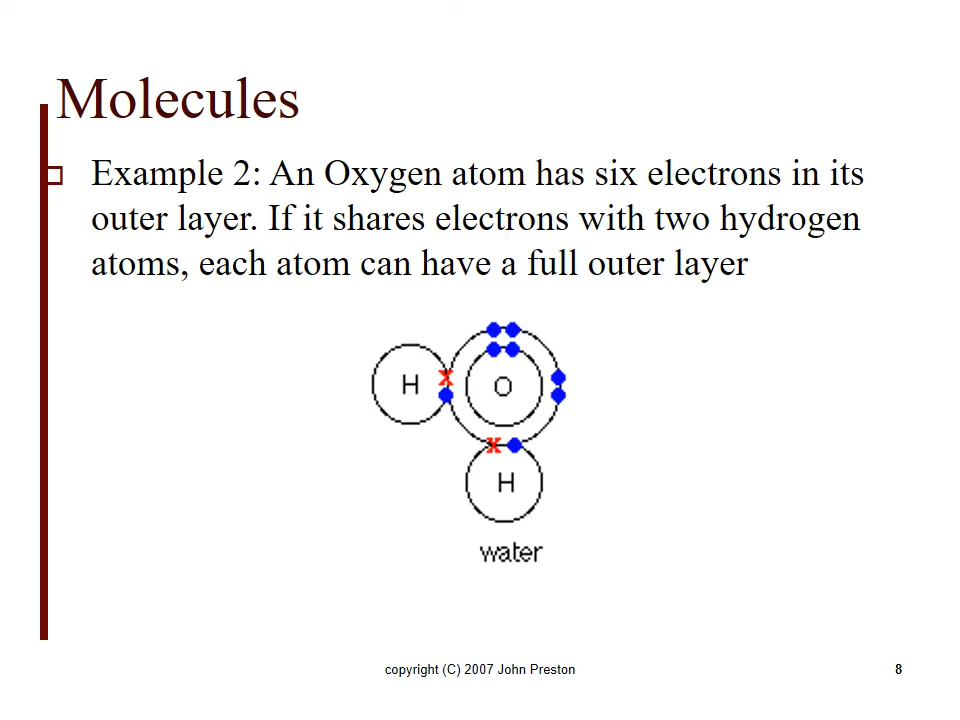 Molecules
Example 2: An Oxygen atom has six electrons in its
outer layer. If it shares electrons with two hydrogen
atoms, each atom can have a full outer layer
H
O
H
water
copyright (C) 2007 John Preston
8